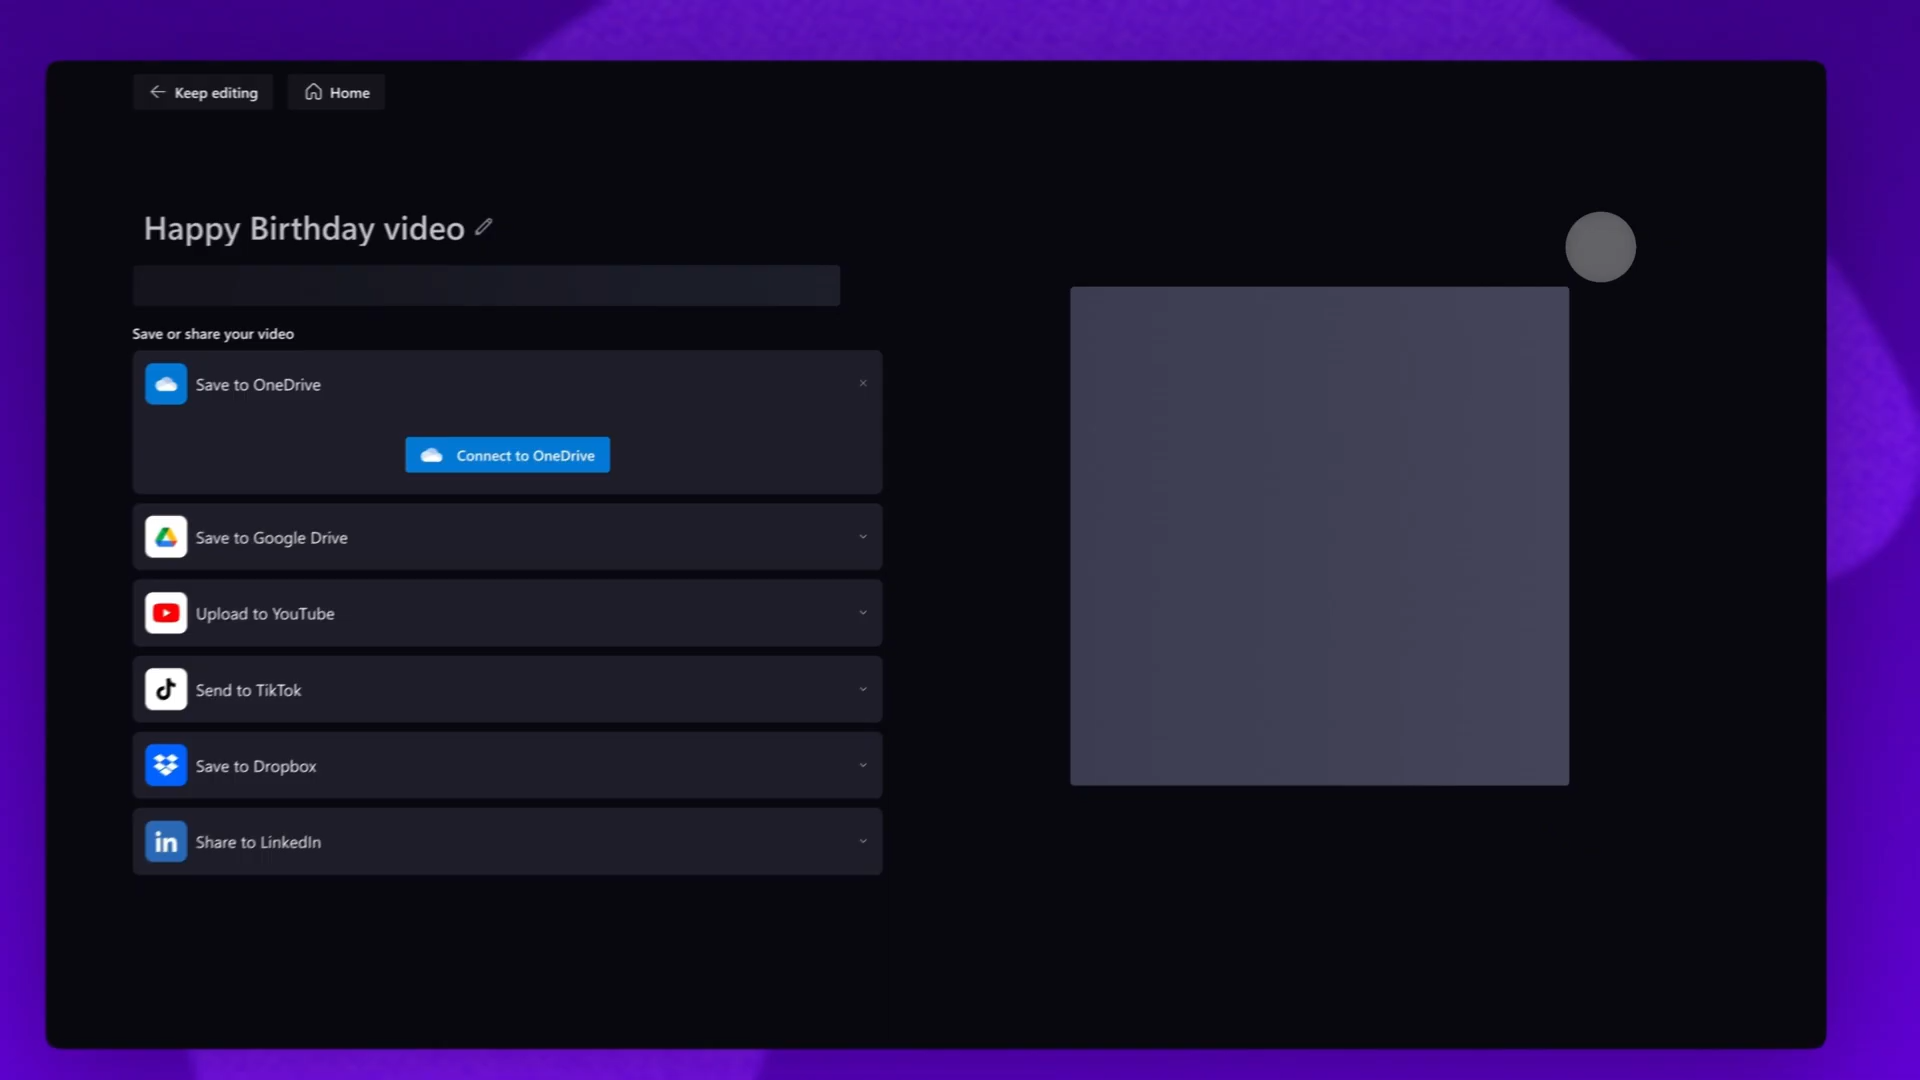 Keep editing
Home
Happy Birthday video
Save or share your video
Save to OneDrive
Connect to OneDrive
Save to Google Drive
Upload to YouTube
Send to TikTok
Save to Dropbox
in Share to LinkedIn